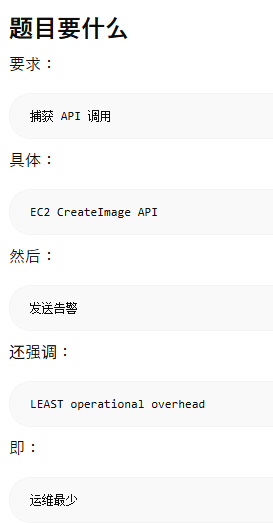 题目要什么
要求：
捕获 API 调用
具体：
EC2 CreateImage API
然后：
发送告警
还强调：
LEAST operational overhead
即：
运维最少